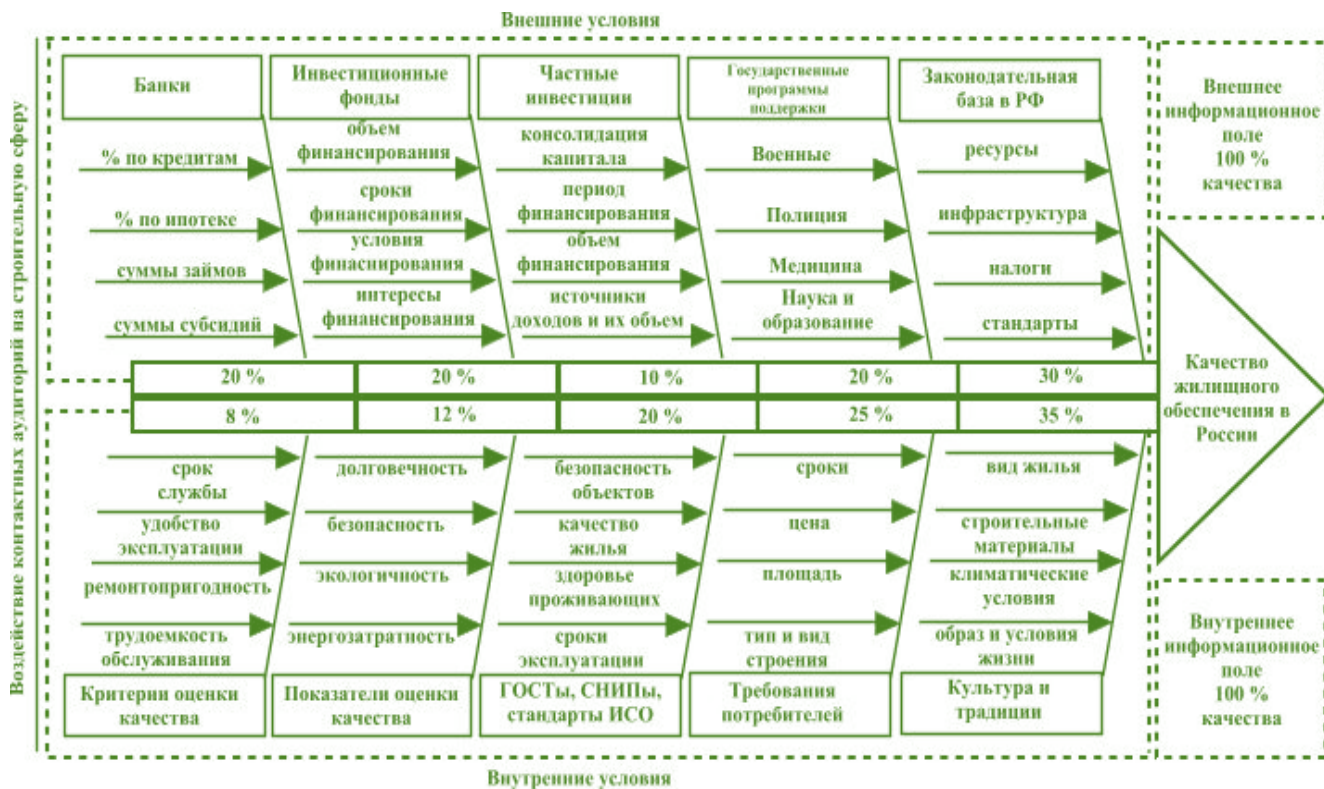 Внешние условия
Воздействие контактных аудиторий на строительную сферу
Банки
% по кредитам
% по ипотеке
суммы займов
суммы субсидий
Инвестиционные
фонды
объем
финансирования
сроки
финансирования
условия
финаснирования
интересы
финансирования
Частные
инвестиции
консолидация
капитала
период
финансирования
объем
финансирования
источники
доходов и их объем
Государственные
программы
поддержки
Военные
Полиция
Медицина
Наука и
образование
Законодательная
база в РФ
ресурсы
инфраструктура
налоги
стандарты
Внешнее
информационное
поле
100 %
качества
20 %
20 %
10 %
20 %
30 %
8 %
12 %
20 %
25 %
35 %
Качество
жилищного
обеспечения в
России
срок
службы
удобство
эксплуатации
ремонтопригодность
трудоемкость
обслуживания
Критерии оценки
качества
долговечность
безопасность
экологичность
энергозатратность
Показатели оценки
качества
безопасность
объектов
качество
жилья
здоровье
проживающих
сроки
эксплуатации
ГОСТы, СНИПы,
стандарты ИСО
сроки
цена
площадь
тип и вид
строения
Требования
потребителей
вид жилья
строительные
материалы
климатические
условия
образ и условия
жизни
Культура и
традиции
Внутреннее
информационное
поле
100 %
качества
Внутренние условия